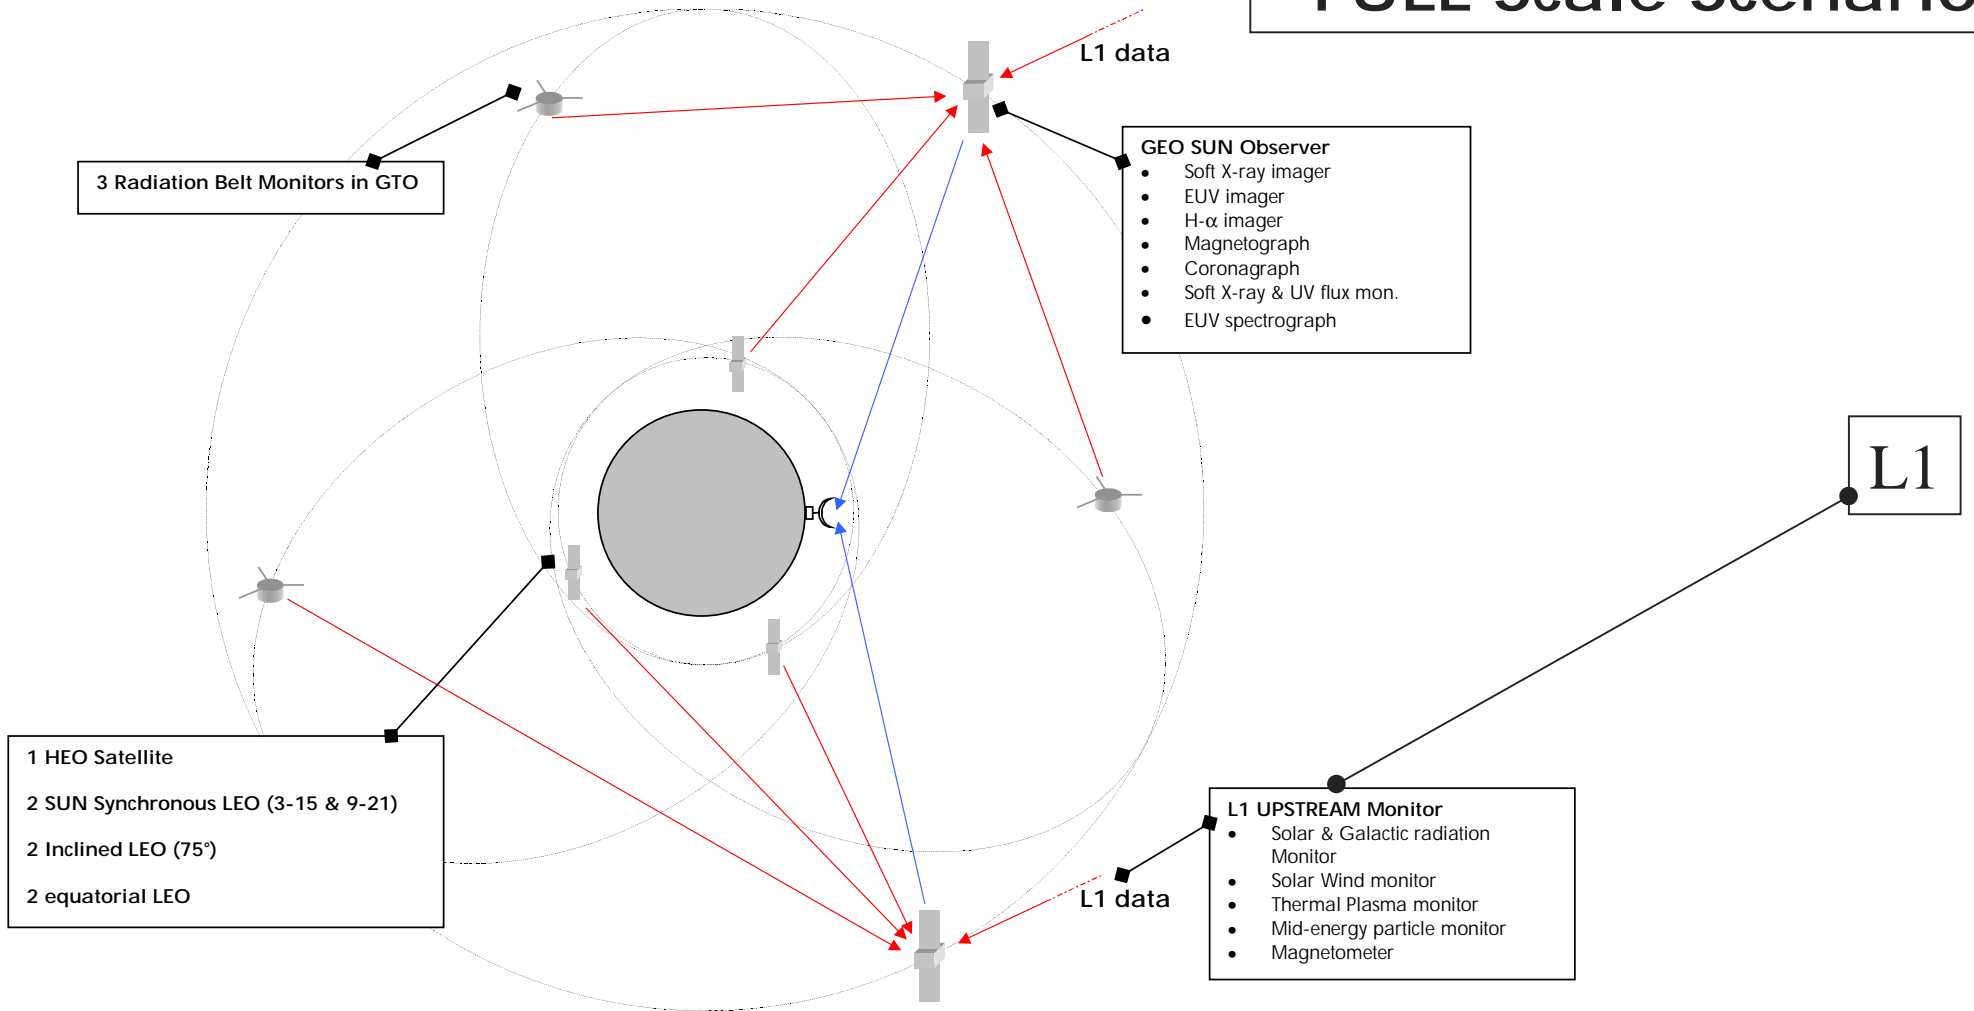 FULL Scale Scenario
L1 data
3 Radiation Belt Monitors in GTO
GEO SUN Observer
• Soft X-ray imager
• EUV imager
• H-α imager
• Magnetograph
• Coronagraph
• Soft X-ray & UV flux mon.
• EUV spectrograph
L1
1 HEO Satellite
2 SUN Synchronous LEO (3-15 & 9-21)
2 Inclined LEO (75°)
2 equatorial LEO
L1 data
L1 UPSTREAM Monitor
• Solar & Galactic radiation
Monitor
• Solar Wind monitor
• Thermal Plasma monitor
• Mid-energy particle monitor
• Magnetometer